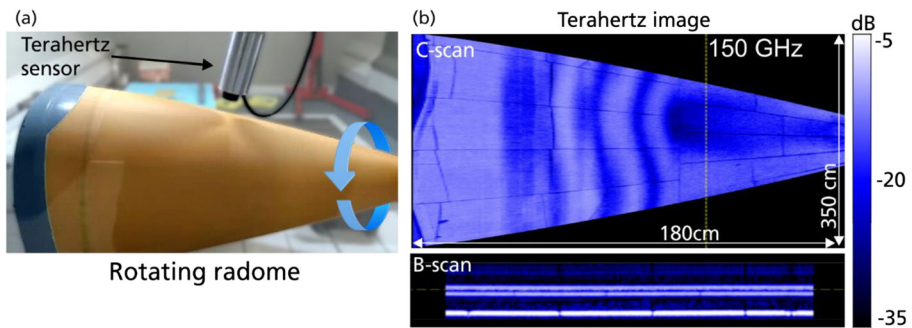 (a)
Terahertz
sensor
Rotating radome
(b)
Terahertz image
C-scan
150 GHz
350 cm
180cm
B-scan
dB
-5
-20
-35